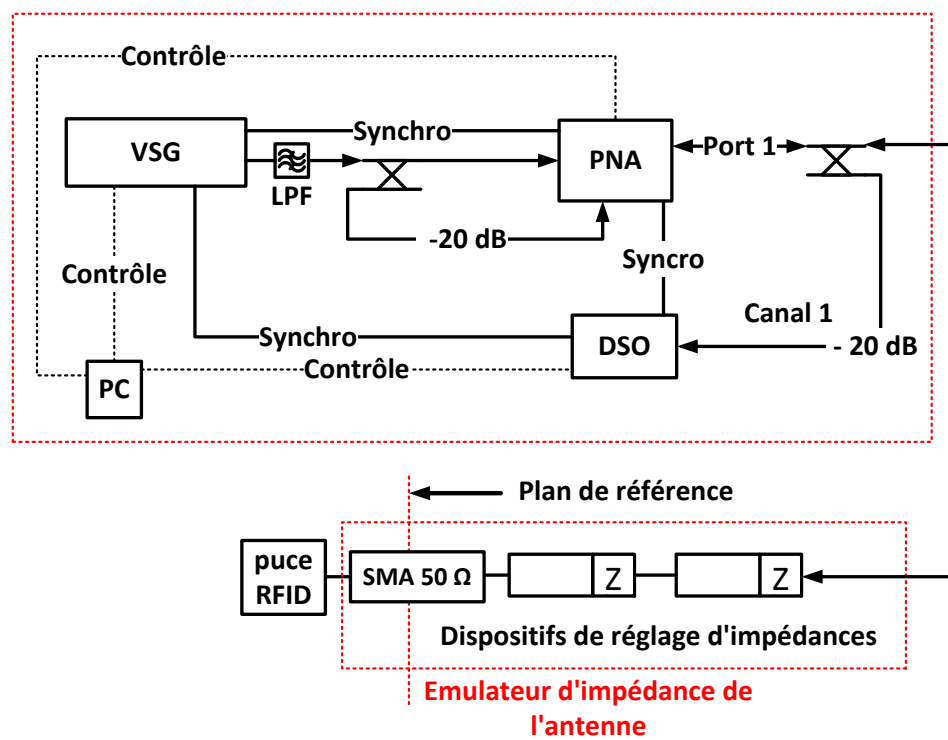 Contrôle
VSG
Synchro
PNA
Port 1
LPF
-20 dB
Contrôle
Syncro
Canal 1
- 20 dB
Synchro
DSO
Contrôle
PC
Plan de référence
puce
RFID
SMA 50 Ω
Z
Z
Dispositifs de réglage d'impédances
Emulateur d'impédance de
l'antenne